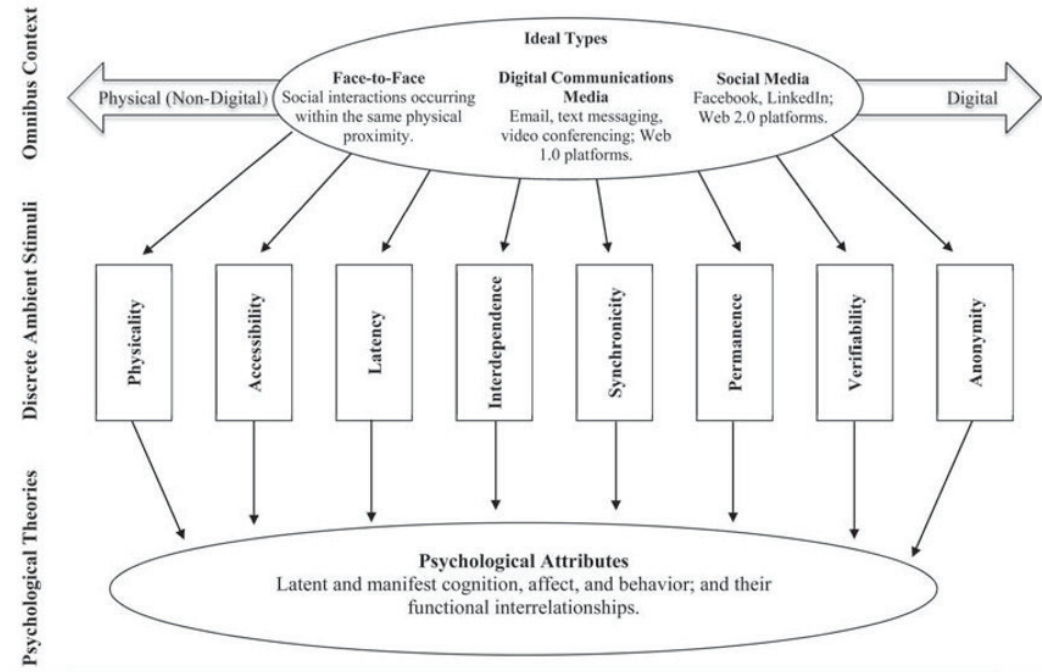 Omnibus Context
Ideal Types
Physical (Non-Digital)
Face-to-Face
Social interactions occurring
within the same physical
proximity.
Digital Communications
Media
Email, text messaging,
video conferencing; Web
1.0 platforms.
Social Media
Facebook, LinkedIn;
Web 2.0 platforms.
Digital
Discrete Ambient Stimuli
Physicality
Accessibility
Latency
Interdependence
Synchronicity
Permanence
Verifiability
Anonymity
Psychological Theories
Psychological Attributes
Latent and manifest cognition, affect, and behavior; and their
functional interrelationships.